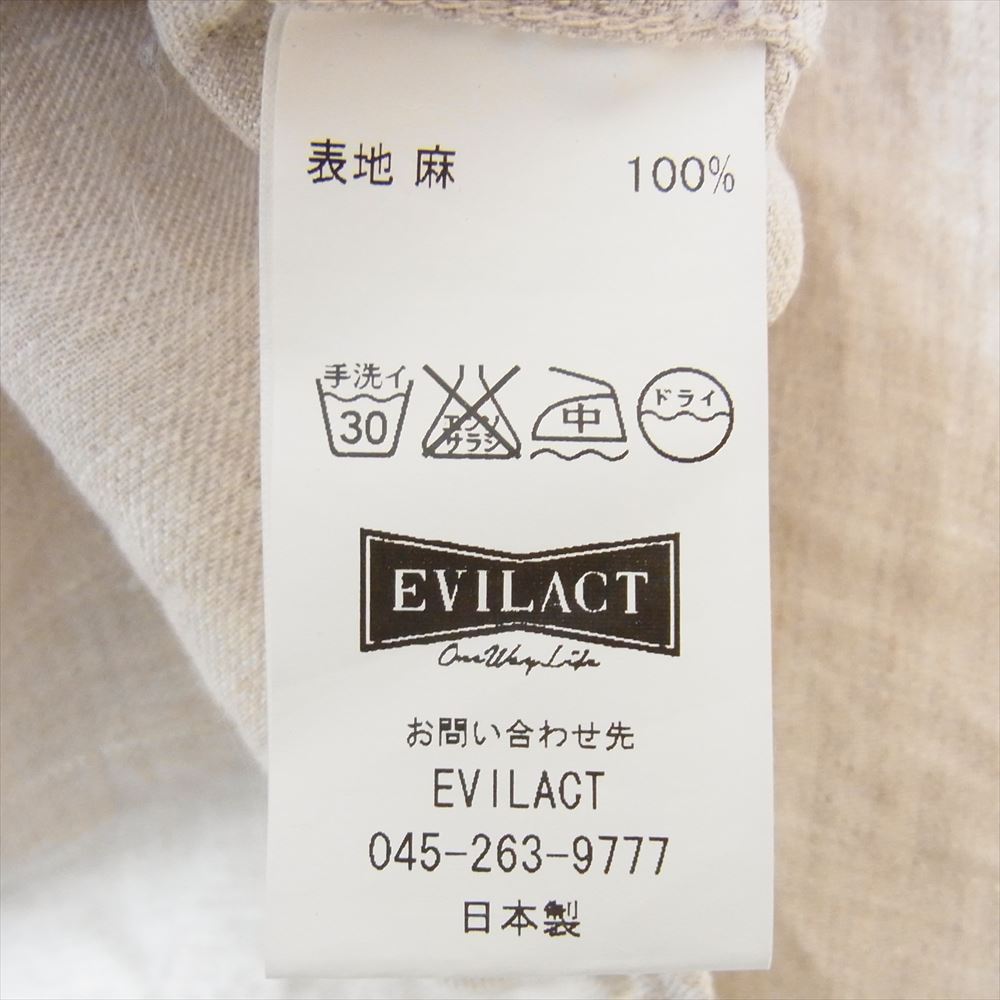 表地 麻 100%
手洗イ 30 エンソサラシ 中 ドライ
EVILACT
One Way Life
お問い合わせ先
EVILACT
045-263-9777
日本製